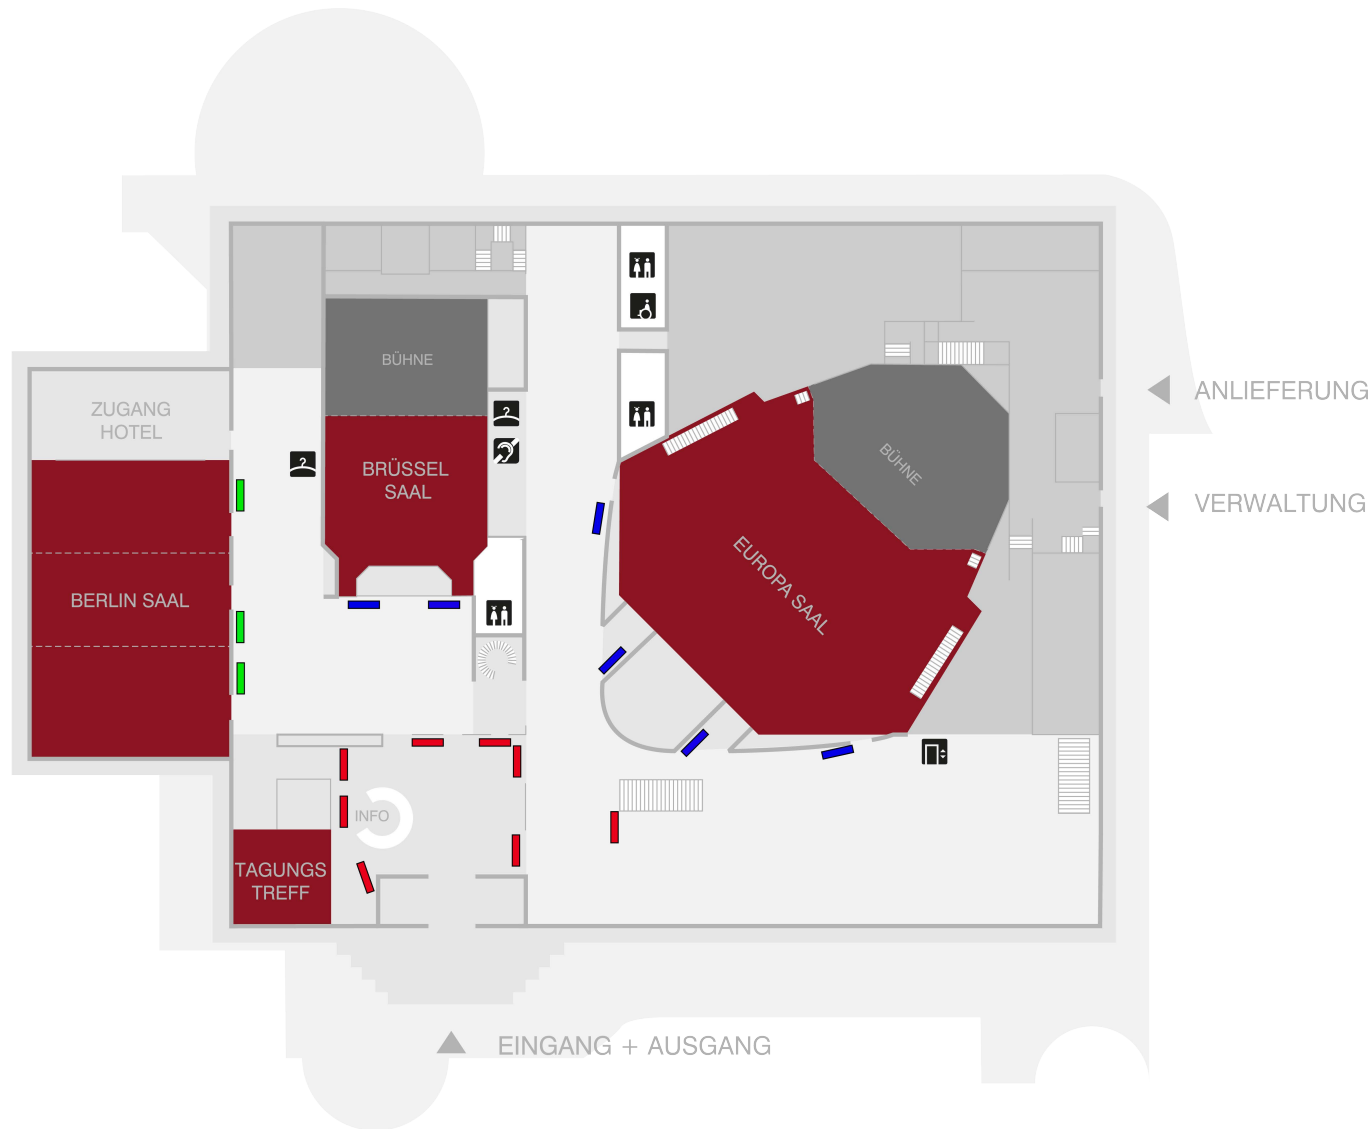 BÜHNE
ZUGANG
HOTEL
BRÜSSEL
SAAL
BERLIN SAAL
BÜHNE
EUROPA SAAL
ANLIEFERUNG
VERWALTUNG
INFO
TAGUNGS
TREFF
EINGANG + AUSGANG